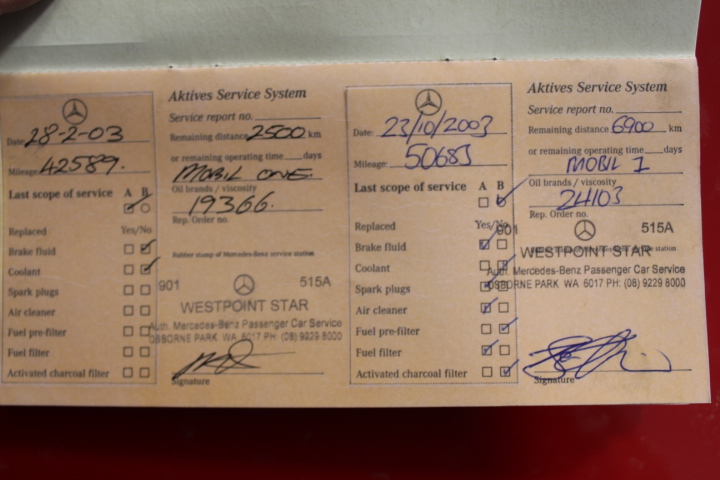 Aktives Service System
Service report no.
Date: 28-2-03
Remaining distance 2500 km
Mileage: 42589.
or remaining operating time days
MOBIL ONE.
Last scope of service A B
Oil brands / viscosity
19366.
Rep. Order no.
Replaced Yes/No
Brake fluid
Rubber stamp of Mercedes-Benz service station
Coolant
901 515A
Spark plugs
WESTPOINT STAR
Air cleaner
Auth. Mercedes-Benz Passenger Car Service
Fuel pre-filter
OSBORNE PARK WA 6017 PH: (08) 9229 8000
Fuel filter
Activated charcoal filter
Signature
Aktives Service System
Service report no.
Date: 23/10/2003
Remaining distance 6900 km
Mileage: 50683
or remaining operating time days
MOBIL 1
Last scope of service A B
Oil brands / viscosity
24103
Rep. Order no.
Replaced Yes/No
901 515A
Brake fluid
WESTPOINT STAR
Coolant
Auth. Mercedes-Benz Passenger Car Service
Spark plugs
OSBORNE PARK WA 6017 PH: (08) 9229 8000
Air cleaner
Fuel pre-filter
Fuel filter
Activated charcoal filter
Signature